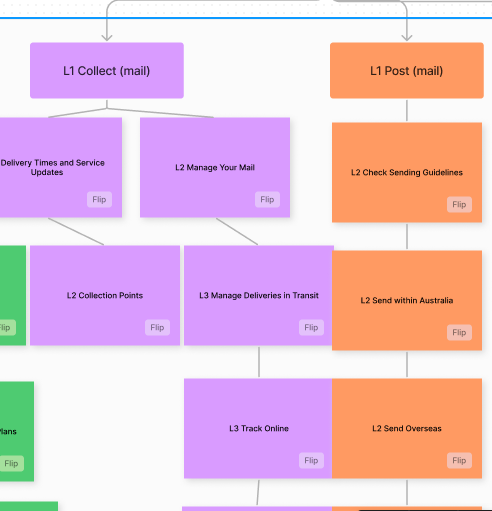 L1 Collect (mail)
L1 Post (mail)
Delivery Times and Service
Updates
Flip
L2 Manage Your Mail
Flip
L2 Check Sending Guidelines
Flip
Flip
L2 Collection Points
Flip
L3 Manage Deliveries in Transit
Flip
L2 Send within Australia
Flip
Plans
Flip
L3 Track Online
Flip
L2 Send Overseas
Flip